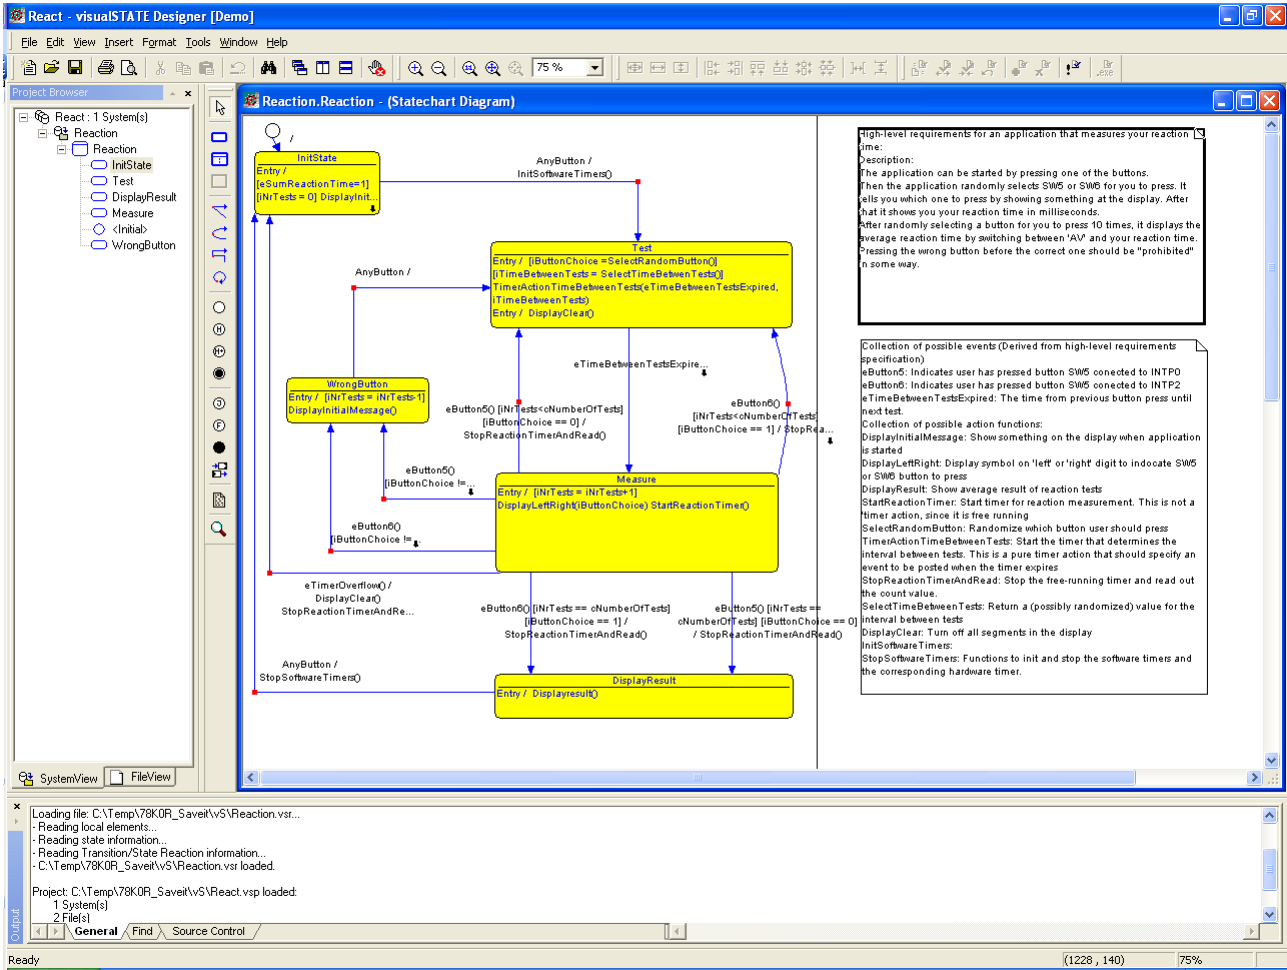 React - visualSTATE Designer [Demo]
File Edit View Insert Format Tools Window Help
75 %
Project Browser
React : 1 System(s)
Reaction
Reaction
InitState
Test
DisplayResult
Measure
<Initial>
WrongButton
SystemView
FileView
Reaction.Reaction - (Statechart Diagram)
/
InitState
Entry /
[eSumReactionTime=1]
[iNrTests = 0] DisplayInit...
AnyButton /
InitSoftwareTimers()
Test
Entry / [iButtonChoice =SelectRandomButton()]
[iTimeBetweenTests = SelectTimeBetwenTests()]
TimerActionTimeBetweenTests(eTimeBetweenTestsExpired,
iTimeBetweenTests)
Entry / DisplayClear()
AnyButton /
eTimeBetweenTestsExpire...
WrongButton
Entry / [iNrTests = iNrTests-1]
DisplayInitialMessage()
eButton5() [iNrTests<cNumberOfTests]
[iButtonChoice == 0] /
StopReactionTimerAndRead()
eButton6()
[iNrTests<cNumberOfTests]
[iButtonChoice == 1] / StopRea...
eButton5()
[iButtonChoice !=...
Measure
Entry / [iNrTests = iNrTests+1]
DisplayLeftRight(iButtonChoice) StartReactionTimer()
eButton6()
[iButtonChoice !=...
eTimerOverflow() /
DisplayClear()
StopReactionTimerAndRe...
eButton6() [iNrTests == cNumberOfTests]
[iButtonChoice == 1] /
StopReactionTimerAndRead()
eButton5() [iNrTests ==
cNumberOfTests] [iButtonChoice == 0]
/ StopReactionTimerAndRead()
AnyButton /
StopSoftwareTimers()
DisplayResult
Entry / Displayresult()
High-level requirements for an application that measures your reaction
time:
Description:
The application can be started by pressing one of the buttons.
Then the application randomly selects SW5 or SW6 for you to press. It
tells you which one to press by showing something at the display. After
that it shows you your reaction time in milliseconds.
After randomly selecting a button for you to press 10 times, it displays the
average reaction time by switching between 'AV' and your reaction time.
Pressing the wrong button before the correct one should be "prohibited"
in some way.
Collection of possible events (Derived from high-level requirements
specification)
eButton5: Indicates user has pressed button SW5 conected to INTP0
eButton6: Indicates user has pressed button SW6 conected to INTP2
eTimeBetweenTestsExpired: The time from previous button press until
next test.
Collection of possible action functions:
DisplayInitialMessage: Show something on the display when application
is started
DisplayLeftRight: Display symbol on 'left' or 'right' digit to indocate SW5
or SW6 button to press
DisplayResult: Show average result of reaction tests
StartReactionTimer: Start timer for reaction measurement. This is not a
'timer action, since it is free running
SelectRandomButton: Randomize which button user should press
TimerActionTimeBetweenTests: Start the timer that determines the
interval between tests. This is a pure timer action that should specify an
event to be posted when the timer expires
StopReactionTimerAndRead: Stop the free-running timer and read out
the count value.
SelectTimeBetweenTests: Return a (possibly randomized) value for the
interval between tests
DisplayClear: Turn off all segments in the display
InitSoftwareTimers:
StopSoftwareTimers: Functions to init and stop the software timers and
the corresponding hardware timer.
Output
Loading file: C:\Temp\78K0R_Saveit\vS\Reaction.vsr...
- Reading local elements...
- Reading state information...
- Reading Transition/State Reaction information...
- C:\Temp\78K0R_Saveit\vS\Reaction.vsr loaded.
Project: C:\Temp\78K0R_Saveit\vS\React.vsp loaded:
1 System(s)
2 File(s)
General Find Source Control
Ready
(1228 , 140)
75%